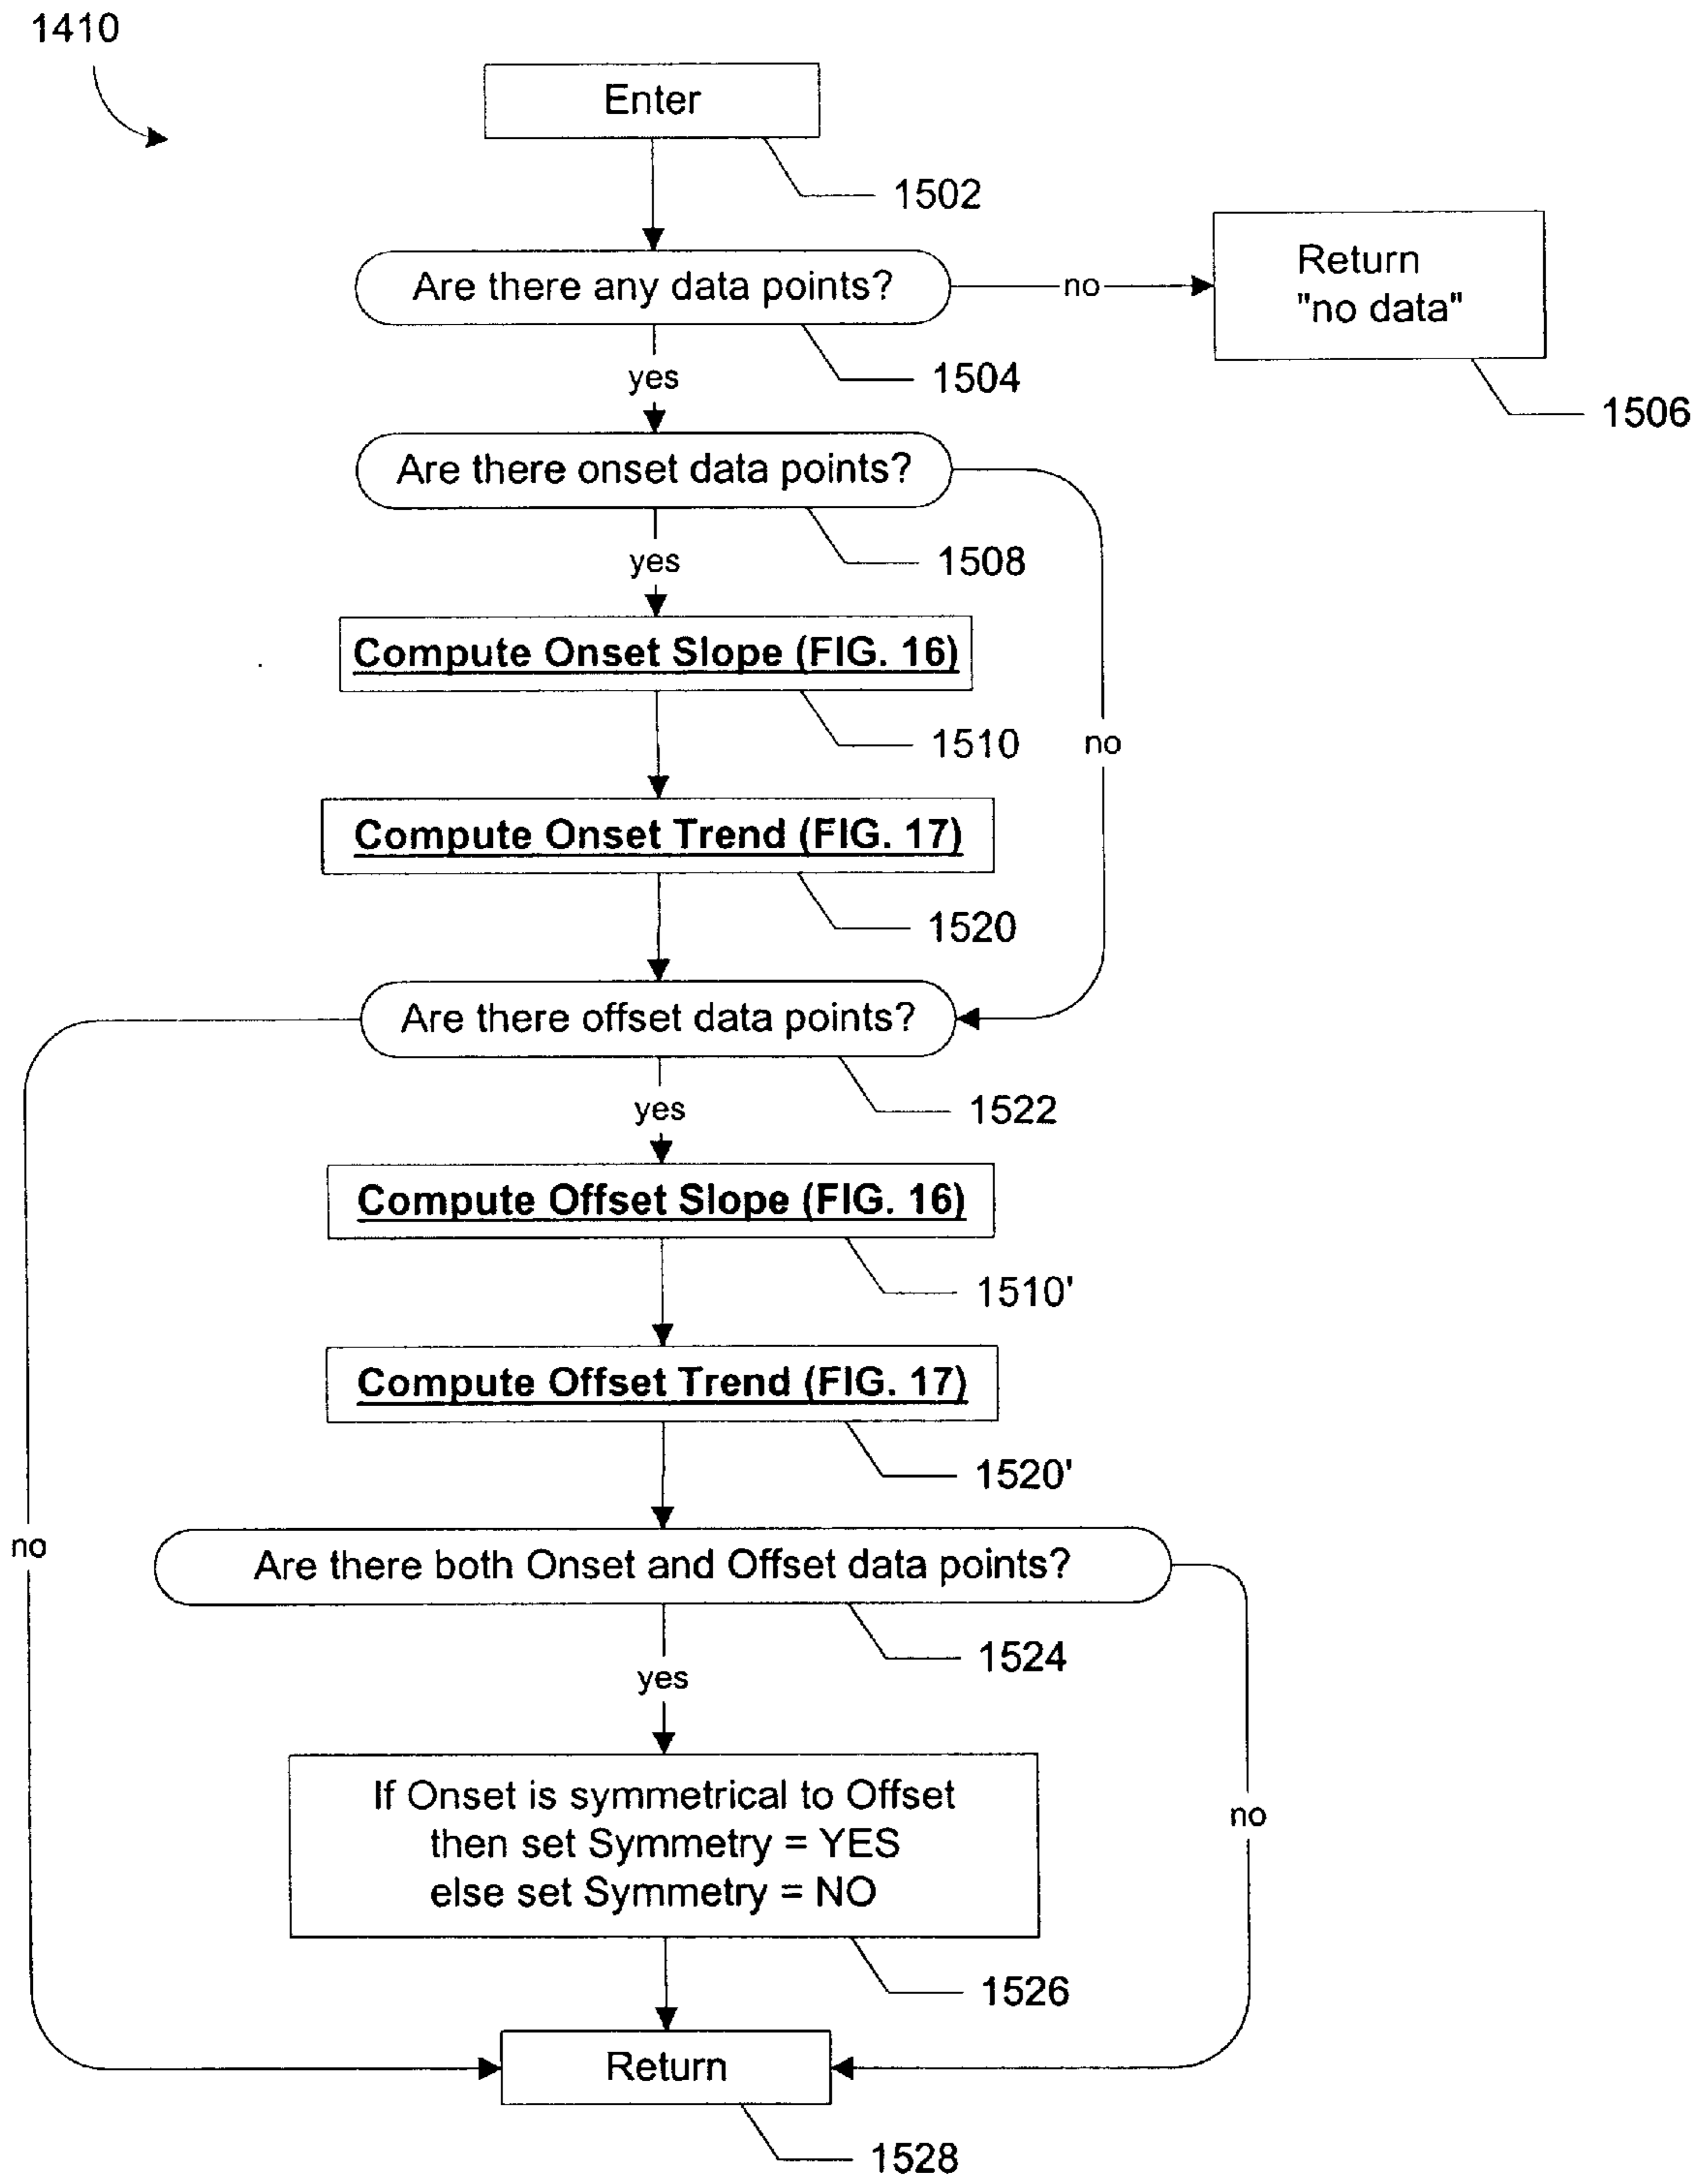 1410
Enter
1502
Are there any data points?
no
Return
"no data"
1504
yes
1506
Are there onset data points?
1508
yes
Compute Onset Slope (FIG. 16)
1510
no
Compute Onset Trend (FIG. 17)
1520
Are there offset data points?
1522
yes
Compute Offset Slope (FIG. 16)
1510'
Compute Offset Trend (FIG. 17)
1520'
no
Are there both Onset and Offset data points?
1524
yes
If Onset is symmetrical to Offset
then set Symmetry = YES
else set Symmetry = NO
no
1526
Return
1528